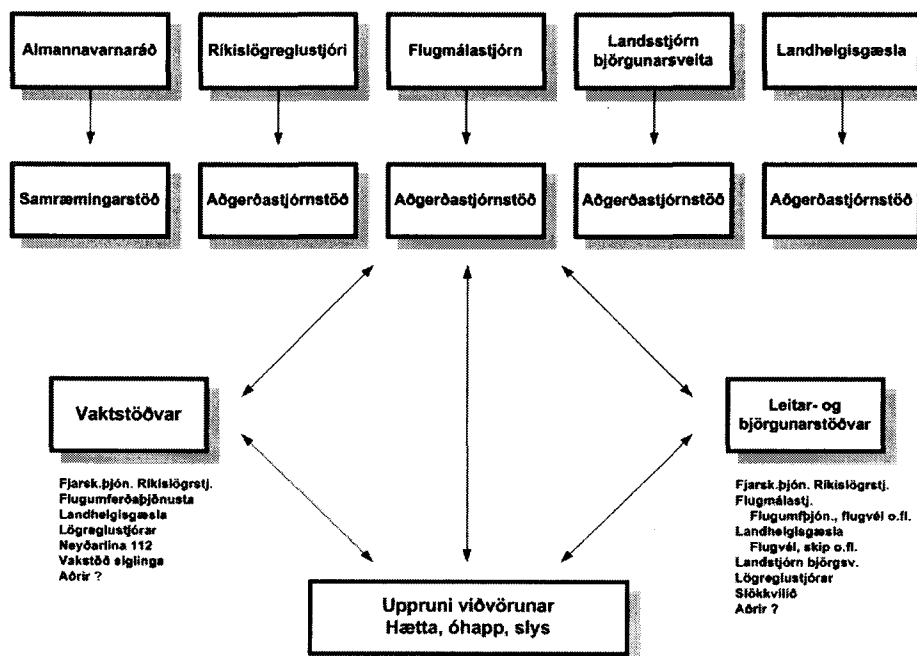 Almannavarnaráð
Ríkislögreglustjóri
Flugmálastjórn
Landsstjórn
björgunarsveita
Landhelgisgæsla
Samræmingarstöð
Aðgerðastjórnstöð
Aðgerðastjórnstöð
Aðgerðastjórnstöð
Aðgerðastjórnstöð
Vaktstöðvar
Fjarsk.þjón. Ríkislögrstj.
Flugumferðaþjónusta
Landhelgisgæsla
Lögreglustjórar
Neyðarlína 112
Vakstöð siglinga
Aðrir ?
Leitar- og
björgunarstöðvar
Fjarsk.þjón. Ríkislögrstj.
Flugmálastj.
Flugumfþjón., flugvél o.fl.
Landhelgisgæsla
Flugvél, skip o.fl.
Landstjórn björgsv.
Lögreglustjórar
Slökkvilið
Aðrir ?
Uppruni viðvörunar
Hætta, óhapp, slys